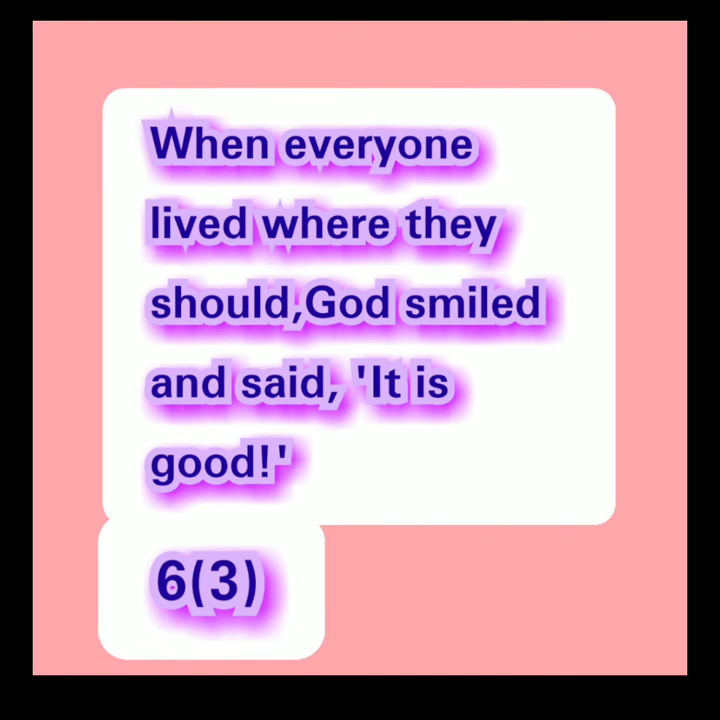 When everyone
lived where they
should,God smiled
and said, 'It is
good!'
6(3)